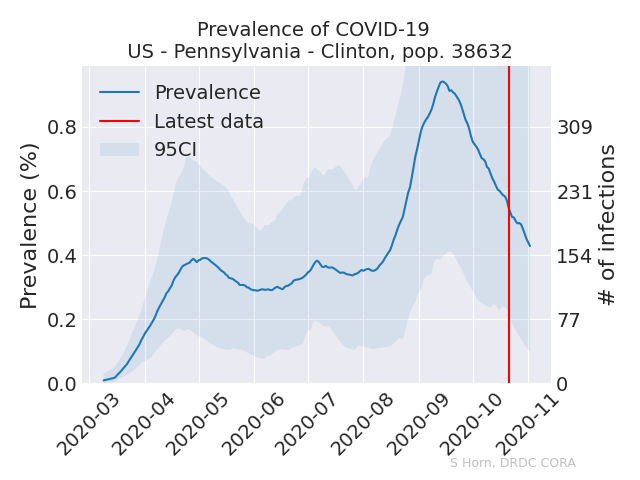 Prevalence of COVID-19
US - Pennsylvania - Clinton, pop. 38632
Prevalence
Latest data
95CI
Prevalence (%)
0.8
0.6
0.4
0.2
0.0
309
231
154
77
0
# of infections
2020-03
2020-04
2020-05
2020-06
2020-07
2020-08
2020-09
2020-10
2020-11
S Horn, DRDC CORA